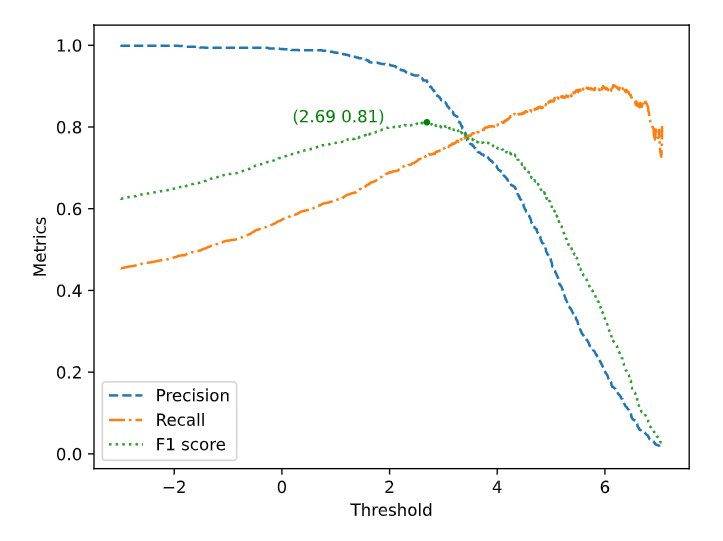 1.0
0.8
0.6
0.4
0.2
0.0
Metrics
(2.69 0.81)
Precision
Recall
F1 score
−2 0 2 4 6
Threshold